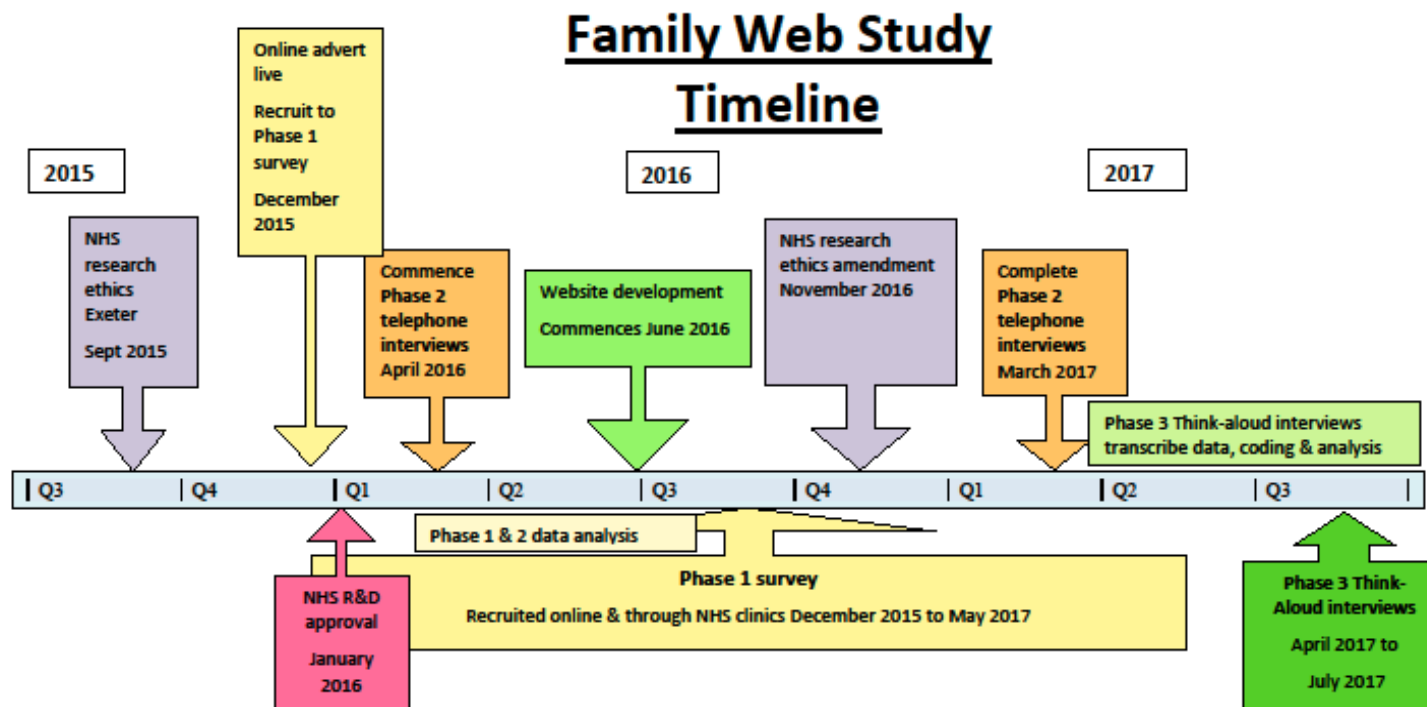 Family Web Study
Timeline
2015
2016
2017
Online advert
live
Recruit to
Phase 1
survey
December
2015
NHS
research
ethics
Exeter
Sept 2015
Commence
Phase 2
telephone
interviews
April 2016
Website development
Commences June 2016
NHS research
ethics amendment
November 2016
Complete
Phase 2
telephone
interviews
March 2017
Phase 3 Think-aloud interviews
transcribe data, coding & analysis
Q3 Q4 Q1 Q2 Q3 Q4 Q1 Q2 Q3
Phase 1 & 2 data analysis
Phase 1 survey
Recruited online & through NHS clinics December 2015 to May 2017
NHS R&D
approval
January
2016
Phase 3 Think-
Aloud interviews
April 2017 to
July 2017